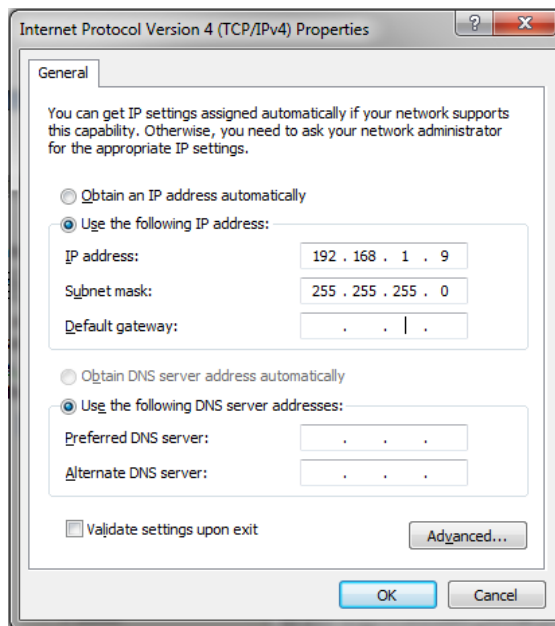 Internet Protocol Version 4 (TCP/IPv4) Properties
?
General
You can get IP settings assigned automatically if your network supports
this capability. Otherwise, you need to ask your network administrator
for the appropriate IP settings.
Obtain an IP address automatically
Use the following IP address:
IP address: 192 . 168 . 1 . 9
Subnet mask: 255 . 255 . 255 . 0
Default gateway: . . .
Obtain DNS server address automatically
Use the following DNS server addresses:
Preferred DNS server: . . .
Alternate DNS server: . . .
Validate settings upon exit
Advanced...
OK Cancel